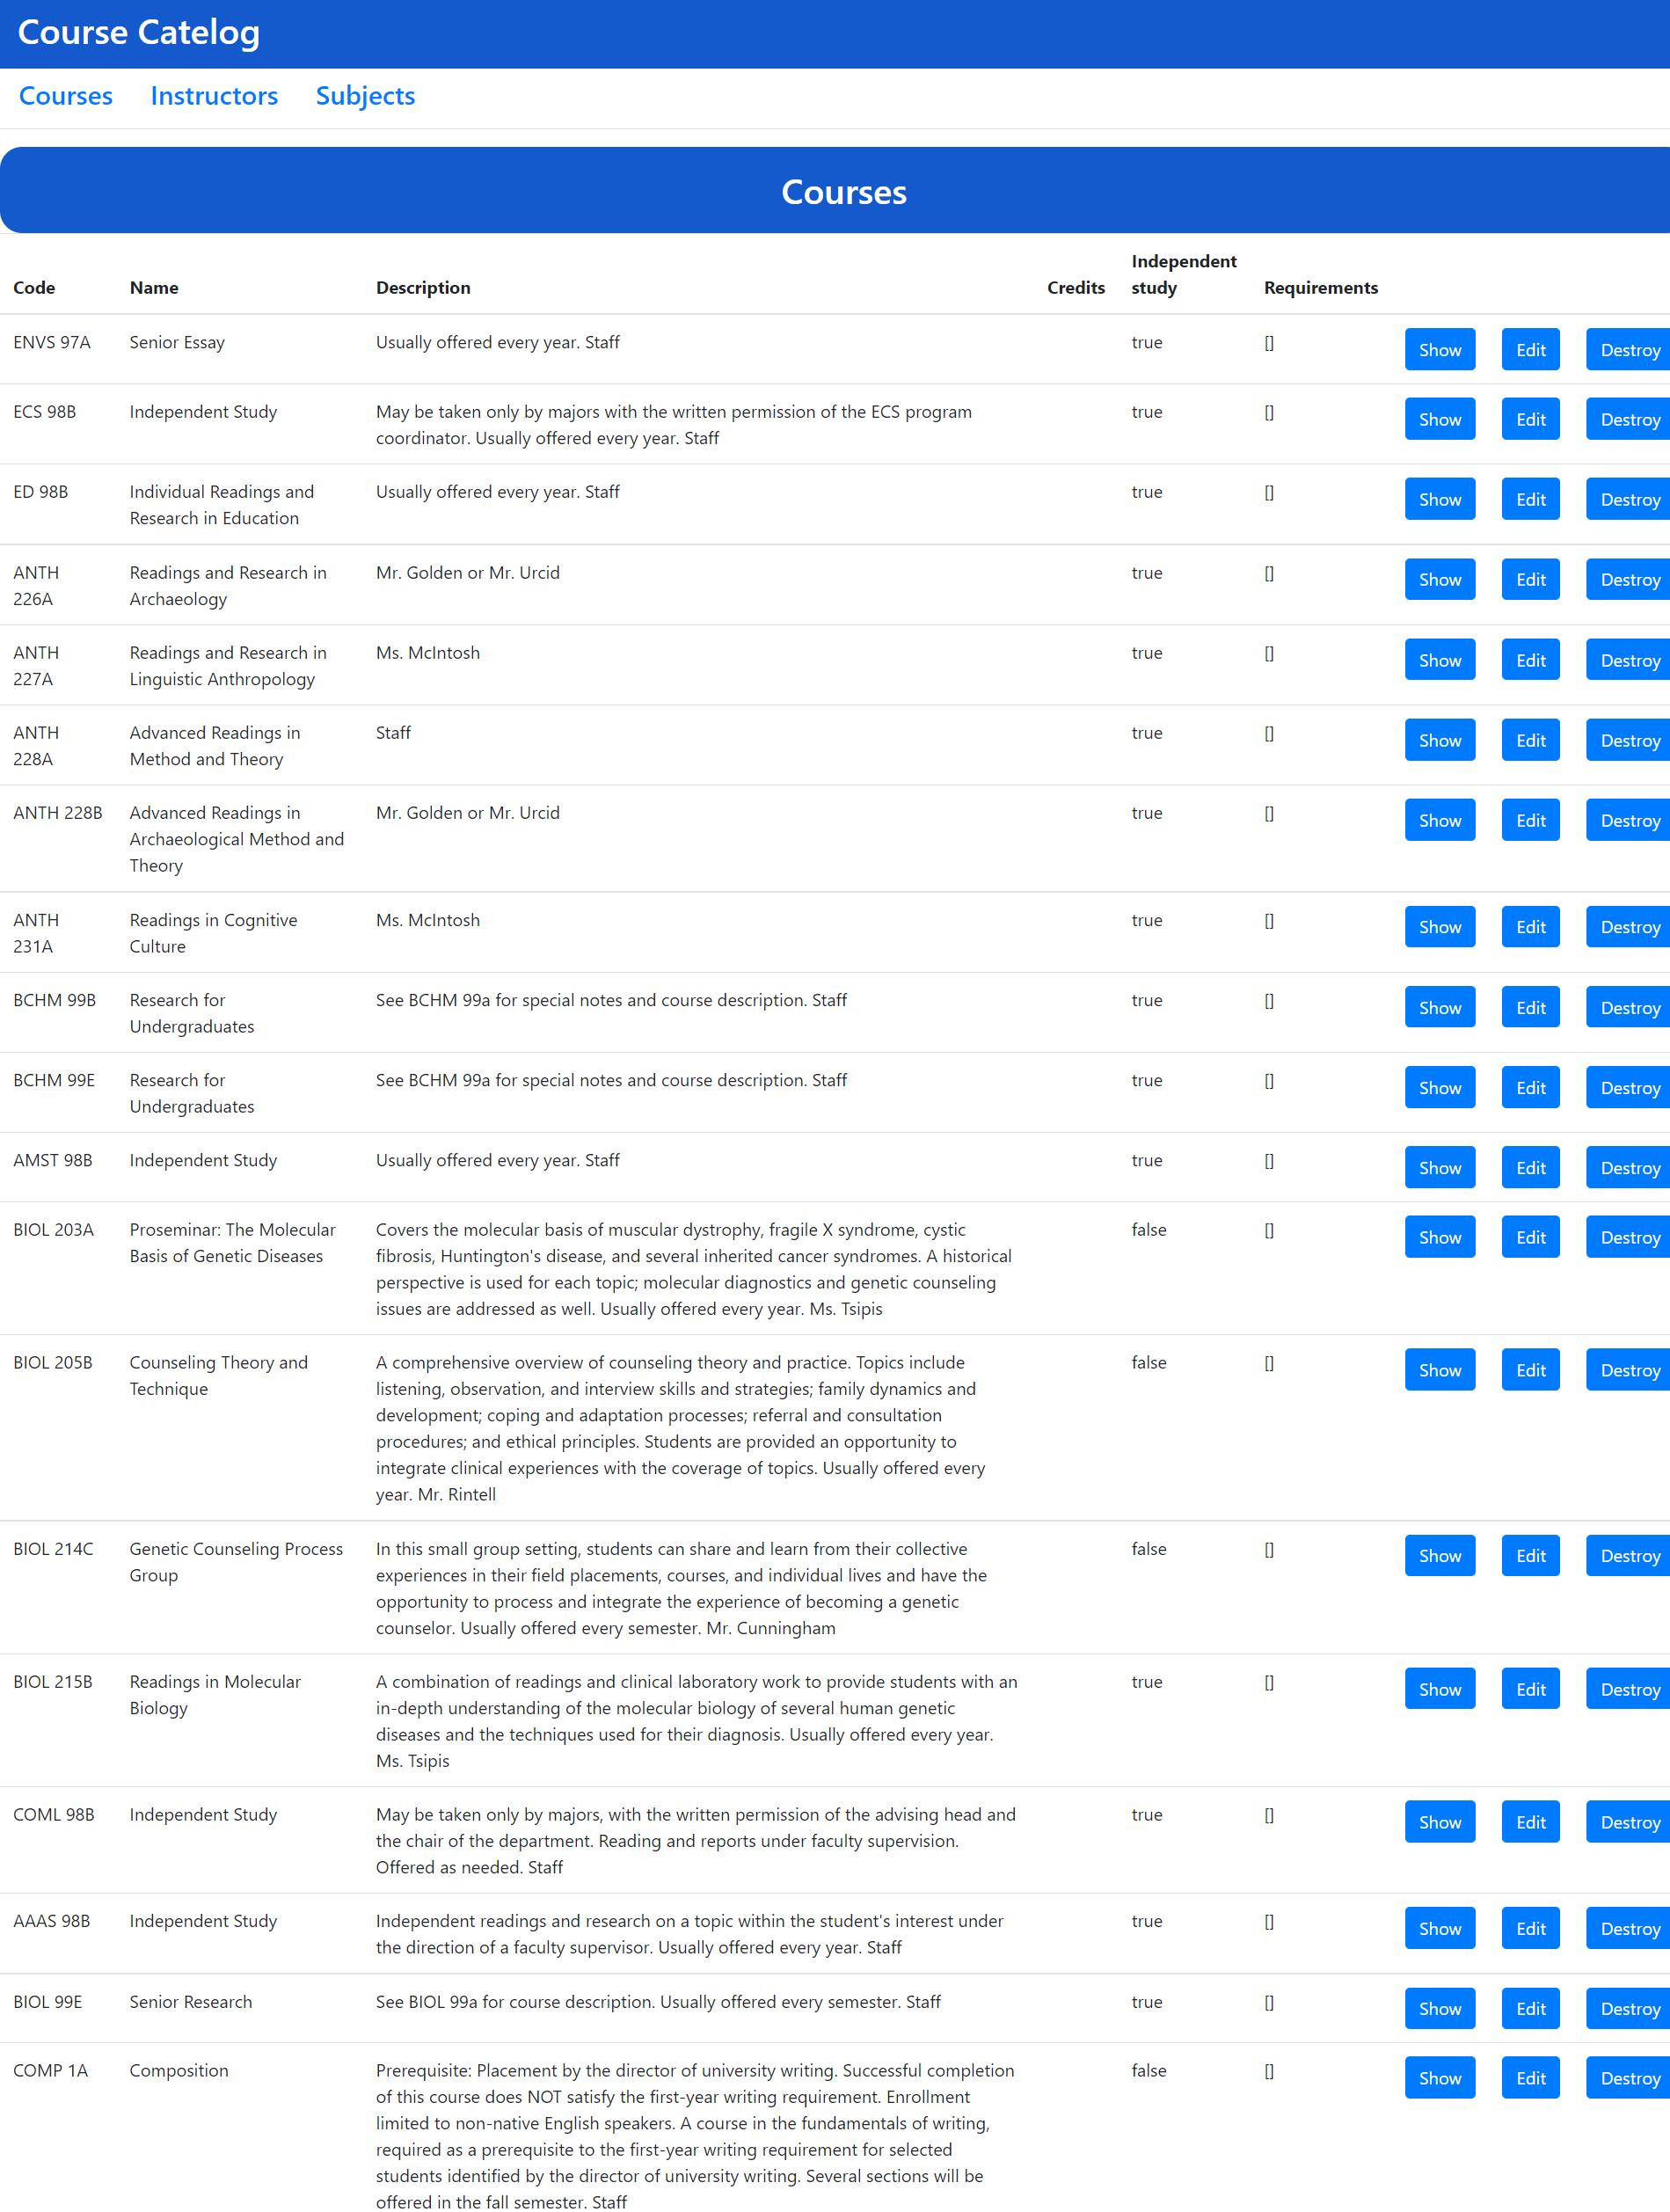 Course Catelog
Courses Instructors Subjects
Courses
Code Name Description Credits Independent study Requirements
ENVS 97A Senior Essay Usually offered every year. Staff true [] Show Edit Destroy
ECS 98B Independent Study May be taken only by majors with the written permission of the ECS program true [] Show Edit Destroy
coordinator. Usually offered every year. Staff
ED 98B Individual Readings and Usually offered every year. Staff true [] Show Edit Destroy
Research in Education
ANTH Readings and Research in Mr. Golden or Mr. Urcid true [] Show Edit Destroy
226A Archaeology
ANTH Readings and Research in Ms. McIntosh true [] Show Edit Destroy
227A Linguistic Anthropology
ANTH Advanced Readings in Staff true [] Show Edit Destroy
228A Method and Theory
ANTH 228B Advanced Readings in Mr. Golden or Mr. Urcid true [] Show Edit Destroy
Archaeological Method and
Theory
ANTH Readings in Cognitive Ms. McIntosh true [] Show Edit Destroy
231A Culture
BCHM 99B Research for See BCHM 99a for special notes and course description. Staff true [] Show Edit Destroy
Undergraduates
BCHM 99E Research for See BCHM 99a for special notes and course description. Staff true [] Show Edit Destroy
Undergraduates
AMST 98B Independent Study Usually offered every year. Staff true [] Show Edit Destroy
BIOL 203A Proseminar: The Molecular Covers the molecular basis of muscular dystrophy, fragile X syndrome, cystic false [] Show Edit Destroy
Basis of Genetic Diseases fibrosis, Huntington's disease, and several inherited cancer syndromes. A historical
perspective is used for each topic; molecular diagnostics and genetic counseling
issues are addressed as well. Usually offered every year. Ms. Tsipis
BIOL 205B Counseling Theory and A comprehensive overview of counseling theory and practice. Topics include false [] Show Edit Destroy
Technique listening, observation, and interview skills and strategies; family dynamics and
development; coping and adaptation processes; referral and consultation
procedures; and ethical principles. Students are provided an opportunity to
integrate clinical experiences with the coverage of topics. Usually offered every
year. Mr. Rintell
BIOL 214C Genetic Counseling Process In this small group setting, students can share and learn from their collective false [] Show Edit Destroy
Group experiences in their field placements, courses, and individual lives and have the
opportunity to process and integrate the experience of becoming a genetic
counselor. Usually offered every semester. Mr. Cunningham
BIOL 215B Readings in Molecular A combination of readings and clinical laboratory work to provide students with an true [] Show Edit Destroy
Biology in-depth understanding of the molecular biology of several human genetic
diseases and the techniques used for their diagnosis. Usually offered every year.
Ms. Tsipis
COML 98B Independent Study May be taken only by majors, with the written permission of the advising head and true [] Show Edit Destroy
the chair of the department. Reading and reports under faculty supervision.
Offered as needed. Staff
AAAS 98B Independent Study Independent readings and research on a topic within the student's interest under true [] Show Edit Destroy
the direction of a faculty supervisor. Usually offered every year. Staff
BIOL 99E Senior Research See BIOL 99a for course description. Usually offered every semester. Staff true [] Show Edit Destroy
COMP 1A Composition Prerequisite: Placement by the director of university writing. Successful completion false [] Show Edit Destroy
of this course does NOT satisfy the first-year writing requirement. Enrollment
limited to non-native English speakers. A course in the fundamentals of writing,
required as a prerequisite to the first-year writing requirement for selected
students identified by the director of university writing. Several sections will be
offered in the fall semester. Staff